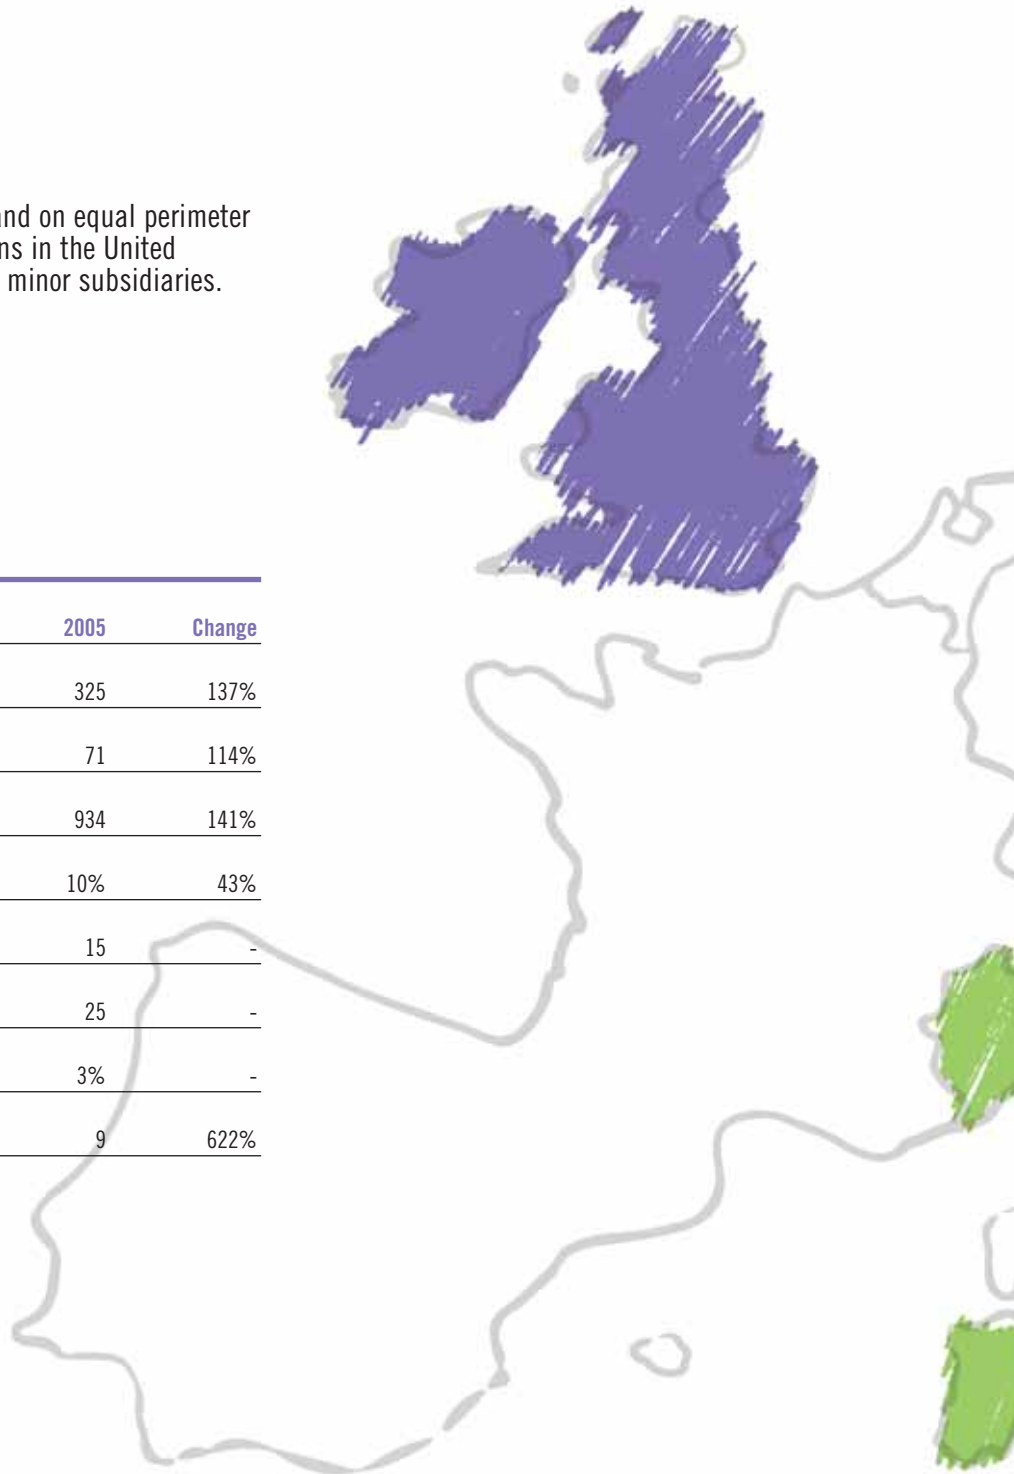 and on equal perimeter
ns in the United
minor subsidiaries.
2005 Change
325 137%
71 114%
934 141%
10% 43%
15 -
25 -
3% -
9 622%